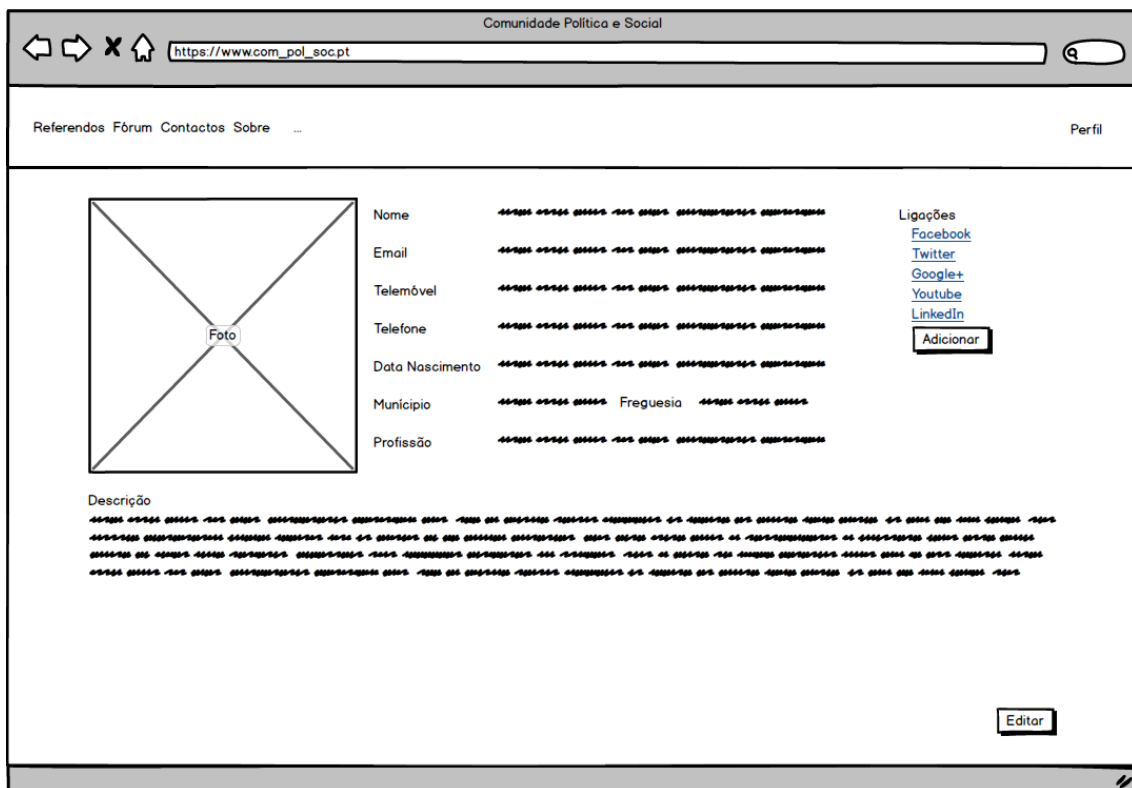 Comunidade Política e Social
https://www.com_pol_soc.pt
Referendos Fórum Contactos Sobre ...
Perfil
Foto
Nome
Email
Telemóvel
Telefone
Data Nascimento
Munícipio Freguesia
Profissão
Ligações
Facebook
Twitter
Google+
Youtube
LinkedIn
Adicionar
Descrição
Editar